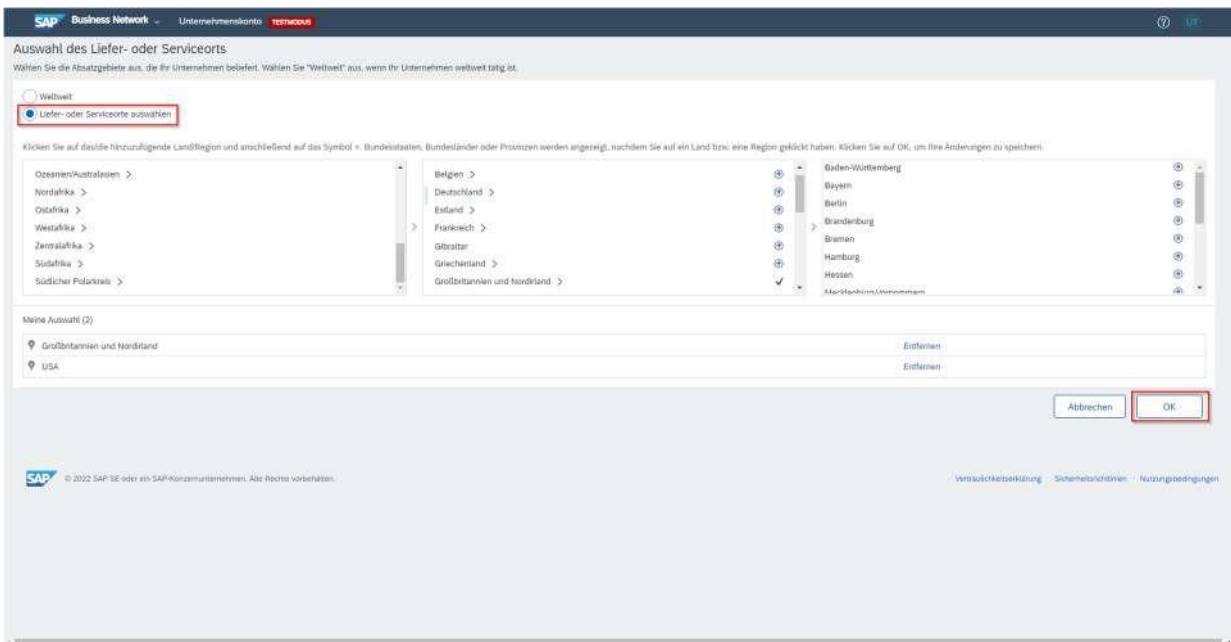 SAP Business Network Unternehmenskonto TESTMODUS
UT
Auswahl des Liefer- oder Serviceorts
Wählen Sie die Absatzgebiete aus, die Ihr Unternehmen beliefert. Wählen Sie "Weltweit" aus, wenn Ihr Unternehmen weltweit tätig ist.
Weltweit
Liefer- oder Serviceorte auswählen
Klicken Sie auf das/die hinzuzufügende Land/Region und anschließend auf das Symbol +. Bundesstaaten, Bundesländer oder Provinzen werden angezeigt, nachdem Sie auf ein Land bzw. eine Region geklickt haben. Klicken Sie auf OK, um Ihre Änderungen zu speichern.
Ozeanien/Australasien >
Nordafrika >
Ostafrika >
Westafrika >
Zentralafrika >
Südafrika >
Südlicher Polarkreis >
Belgien >
Deutschland >
Estland >
Frankreich >
Gibraltar
Griechenland >
Großbritannien und Nordirland >
Baden-Württemberg
Bayern
Berlin
Brandenburg
Bremen
Hamburg
Hessen
Mecklenburg-Vorpommern
Meine Auswahl (2)
Großbritannien und Nordirland Entfernen
USA Entfernen
Abbrechen OK
SAP © 2022 SAP SE oder ein SAP-Konzernunternehmen. Alle Rechte vorbehalten.
Vertraulichkeitserklärung Sicherheitsrichtlinien Nutzungsbedingungen